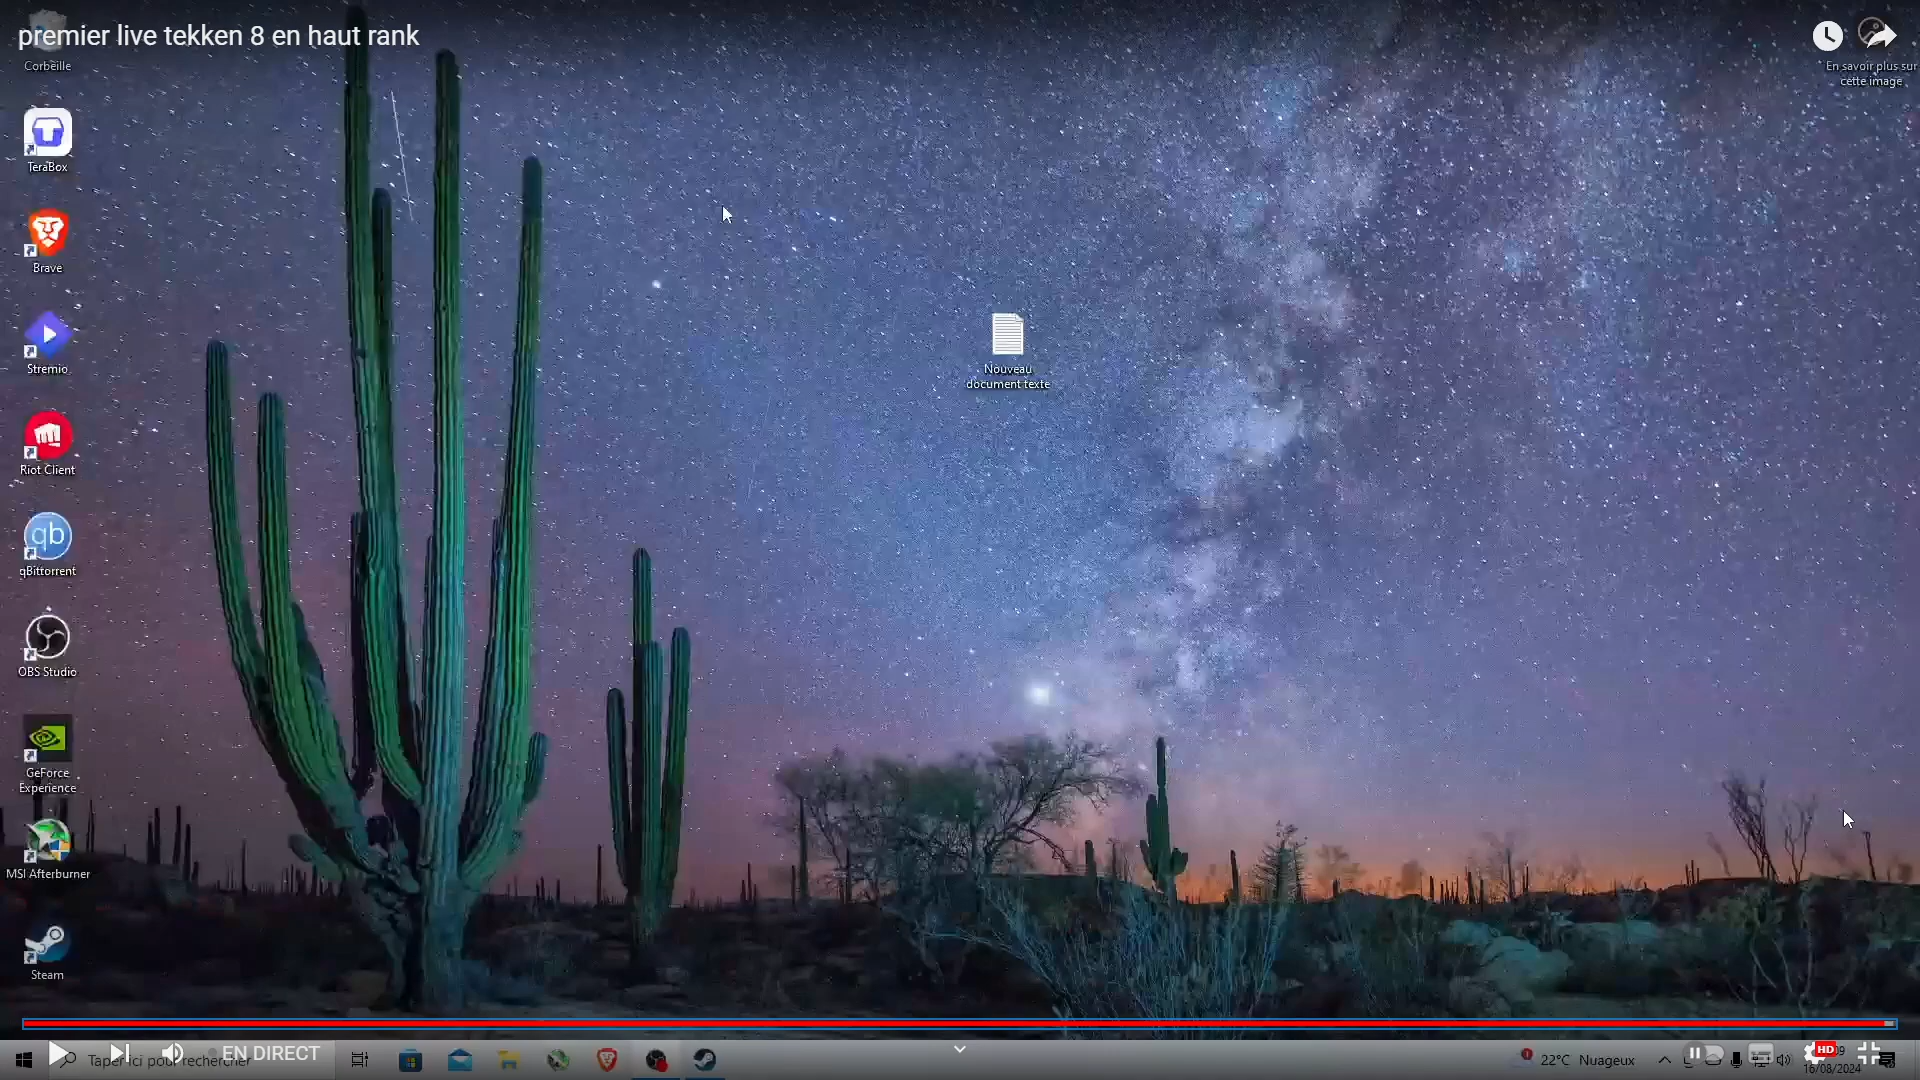 premier live tekken 8 en haut rank
Corbeille
En savoir plus sur
cette image
TeraBox
Brave
Stremio
Nouveau
document texte
Riot Client
qb
qBittorrent
OBS Studio
GeForce
Experience
MSI Afterburner
Steam
EN DIRECT
Taper ici pour rechercher
22°C Nuageux
HD
16/08/2024